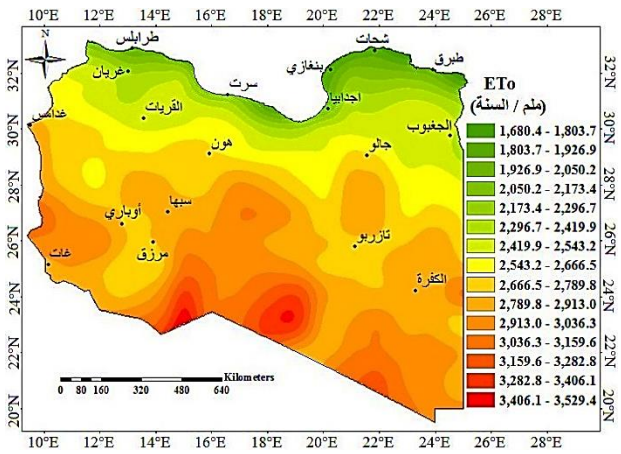 10°0'E 12°E 14°E 16°E 18°E 20°E 22°E 24°E 26°E 28°E
N
طرابلس
شحات
طبرق
بنغازي
غريان
سرت
اجدابيا
القريات
غدامس
الجغبوب
هون
جالو
سبها
أوباري
مرزق
تازربو
غات
الكفرة
32°N
30°N
28°N
26°N
24°N
22°N
20°N
32°N
30°N
28°N
26°N
24°N
22°N
20°N
ETo
(ملم / السنة)
1,680.4 - 1,803.7
1,803.7 - 1,926.9
1,926.9 - 2,050.2
2,050.2 - 2,173.4
2,173.4 - 2,296.7
2,296.7 - 2,419.9
2,419.9 - 2,543.2
2,543.2 - 2,666.5
2,666.5 - 2,789.8
2,789.8 - 2,913.0
2,913.0 - 3,036.3
3,036.3 - 3,159.6
3,159.6 - 3,282.8
3,282.8 - 3,406.1
3,406.1 - 3,529.4
Kilometers
0 80 160 320 480 640
10°0'E 12°E 14°E 16°E 18°E 20°E 22°E 24°E 26°E 28°E